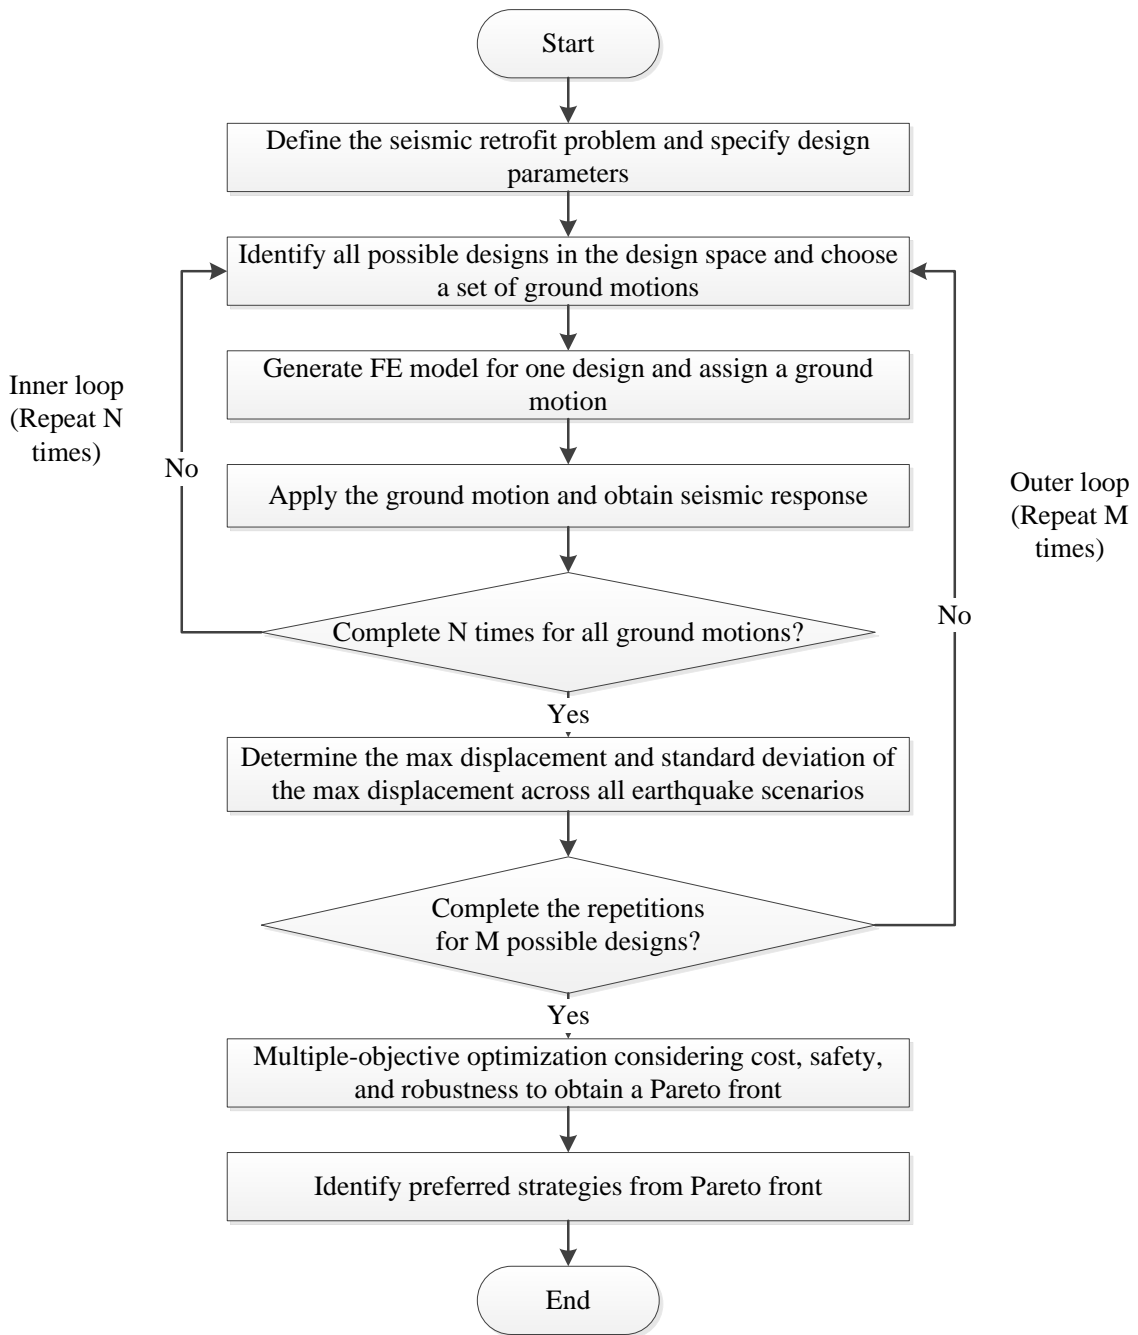 Start
Define the seismic retrofit problem and specify design
parameters
Identify all possible designs in the design space and choose
a set of ground motions
Generate FE model for one design and assign a ground
motion
Inner loop
(Repeat N
times)
No
Apply the ground motion and obtain seismic response
Outer loop
(Repeat M
times)
No
Complete N times for all ground motions?
Yes
Determine the max displacement and standard deviation of
the max displacement across all earthquake scenarios
Complete the repetitions
for M possible designs?
Yes
Multiple-objective optimization considering cost, safety,
and robustness to obtain a Pareto front
Identify preferred strategies from Pareto front
End